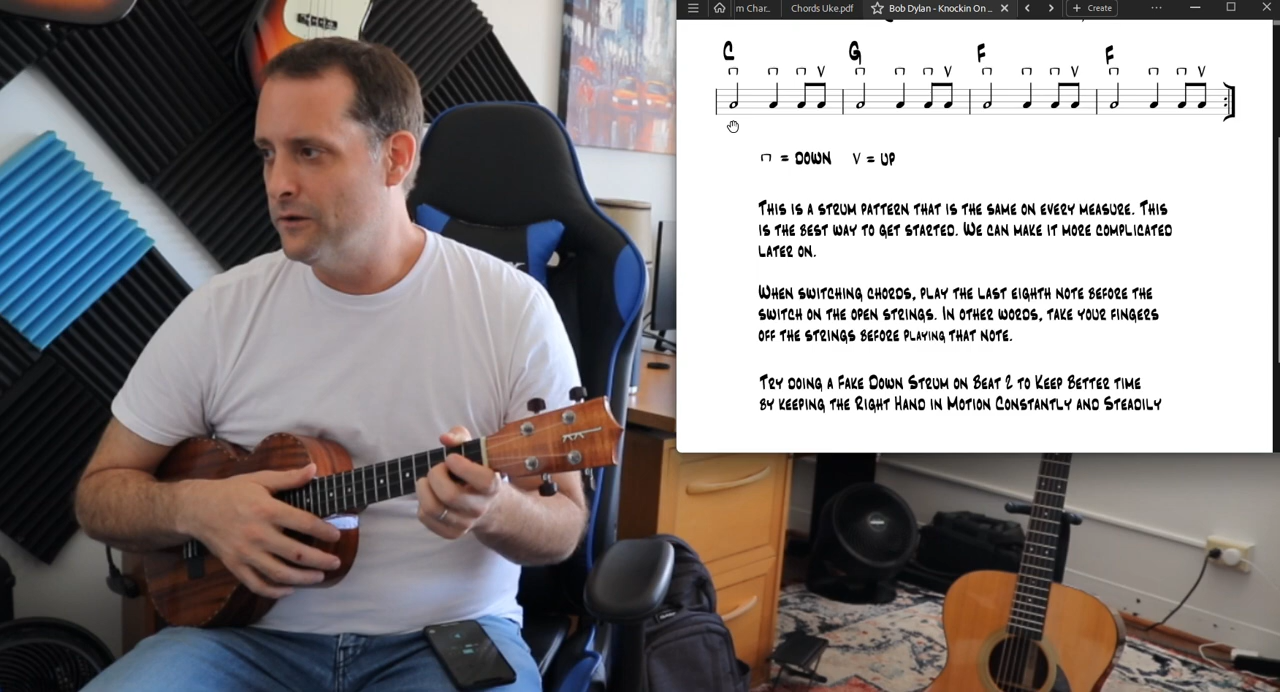 m Char..
Chords Uke.pdf
Bob Dylan - Knockin On ..
Create
C G F F
= DOWN V = UP
THIS IS A STRUM PATTERN THAT IS THE SAME ON EVERY MEASURE. THIS
IS THE BEST WAY TO GET STARTED. WE CAN MAKE IT MORE COMPLICATED
LATER ON.
WHEN SWITCHING CHORDS, PLAY THE LAST EIGHTH NOTE BEFORE THE
SWITCH ON THE OPEN STRINGS. IN OTHER WORDS, TAKE YOUR FINGERS
OFF THE STRINGS BEFORE PLAYING THAT NOTE.
TRY DOING A FAKE DOWN STRUM ON BEAT 2 TO KEEP BETTER TIME
BY KEEPING THE RIGHT HAND IN MOTION CONSTANTLY AND STEADILY